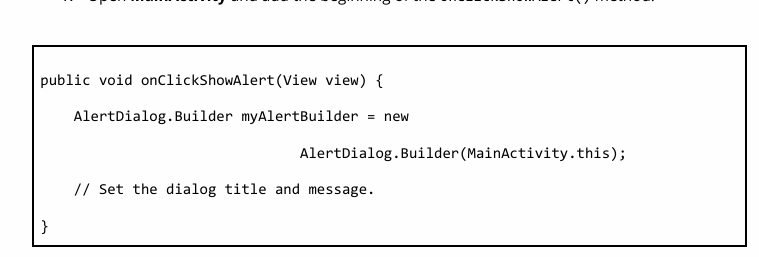 public void onClickShowAlert(View view) {
    AlertDialog.Builder myAlertBuilder = new
                               AlertDialog.Builder(MainActivity.this);
    // Set the dialog title and message.
}